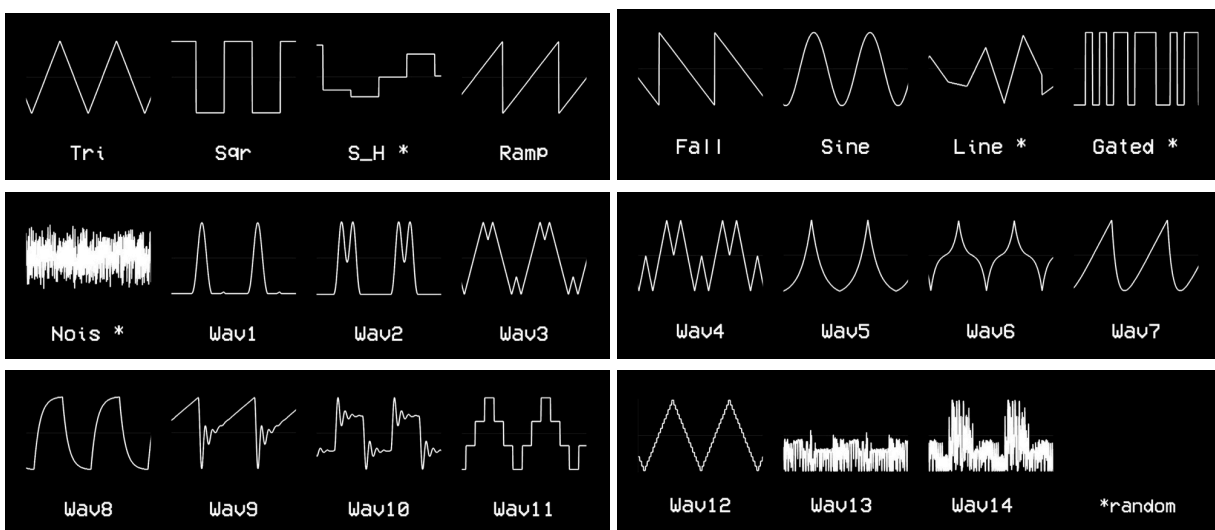 Tri Sqr S_H * Ramp
Fall Sine Line * Gated *
Nois * Wav1 Wav2 Wav3
Wav4 Wav5 Wav6 Wav7
Wav8 Wav9 Wav10 Wav11
Wav12 Wav13 Wav14 *random